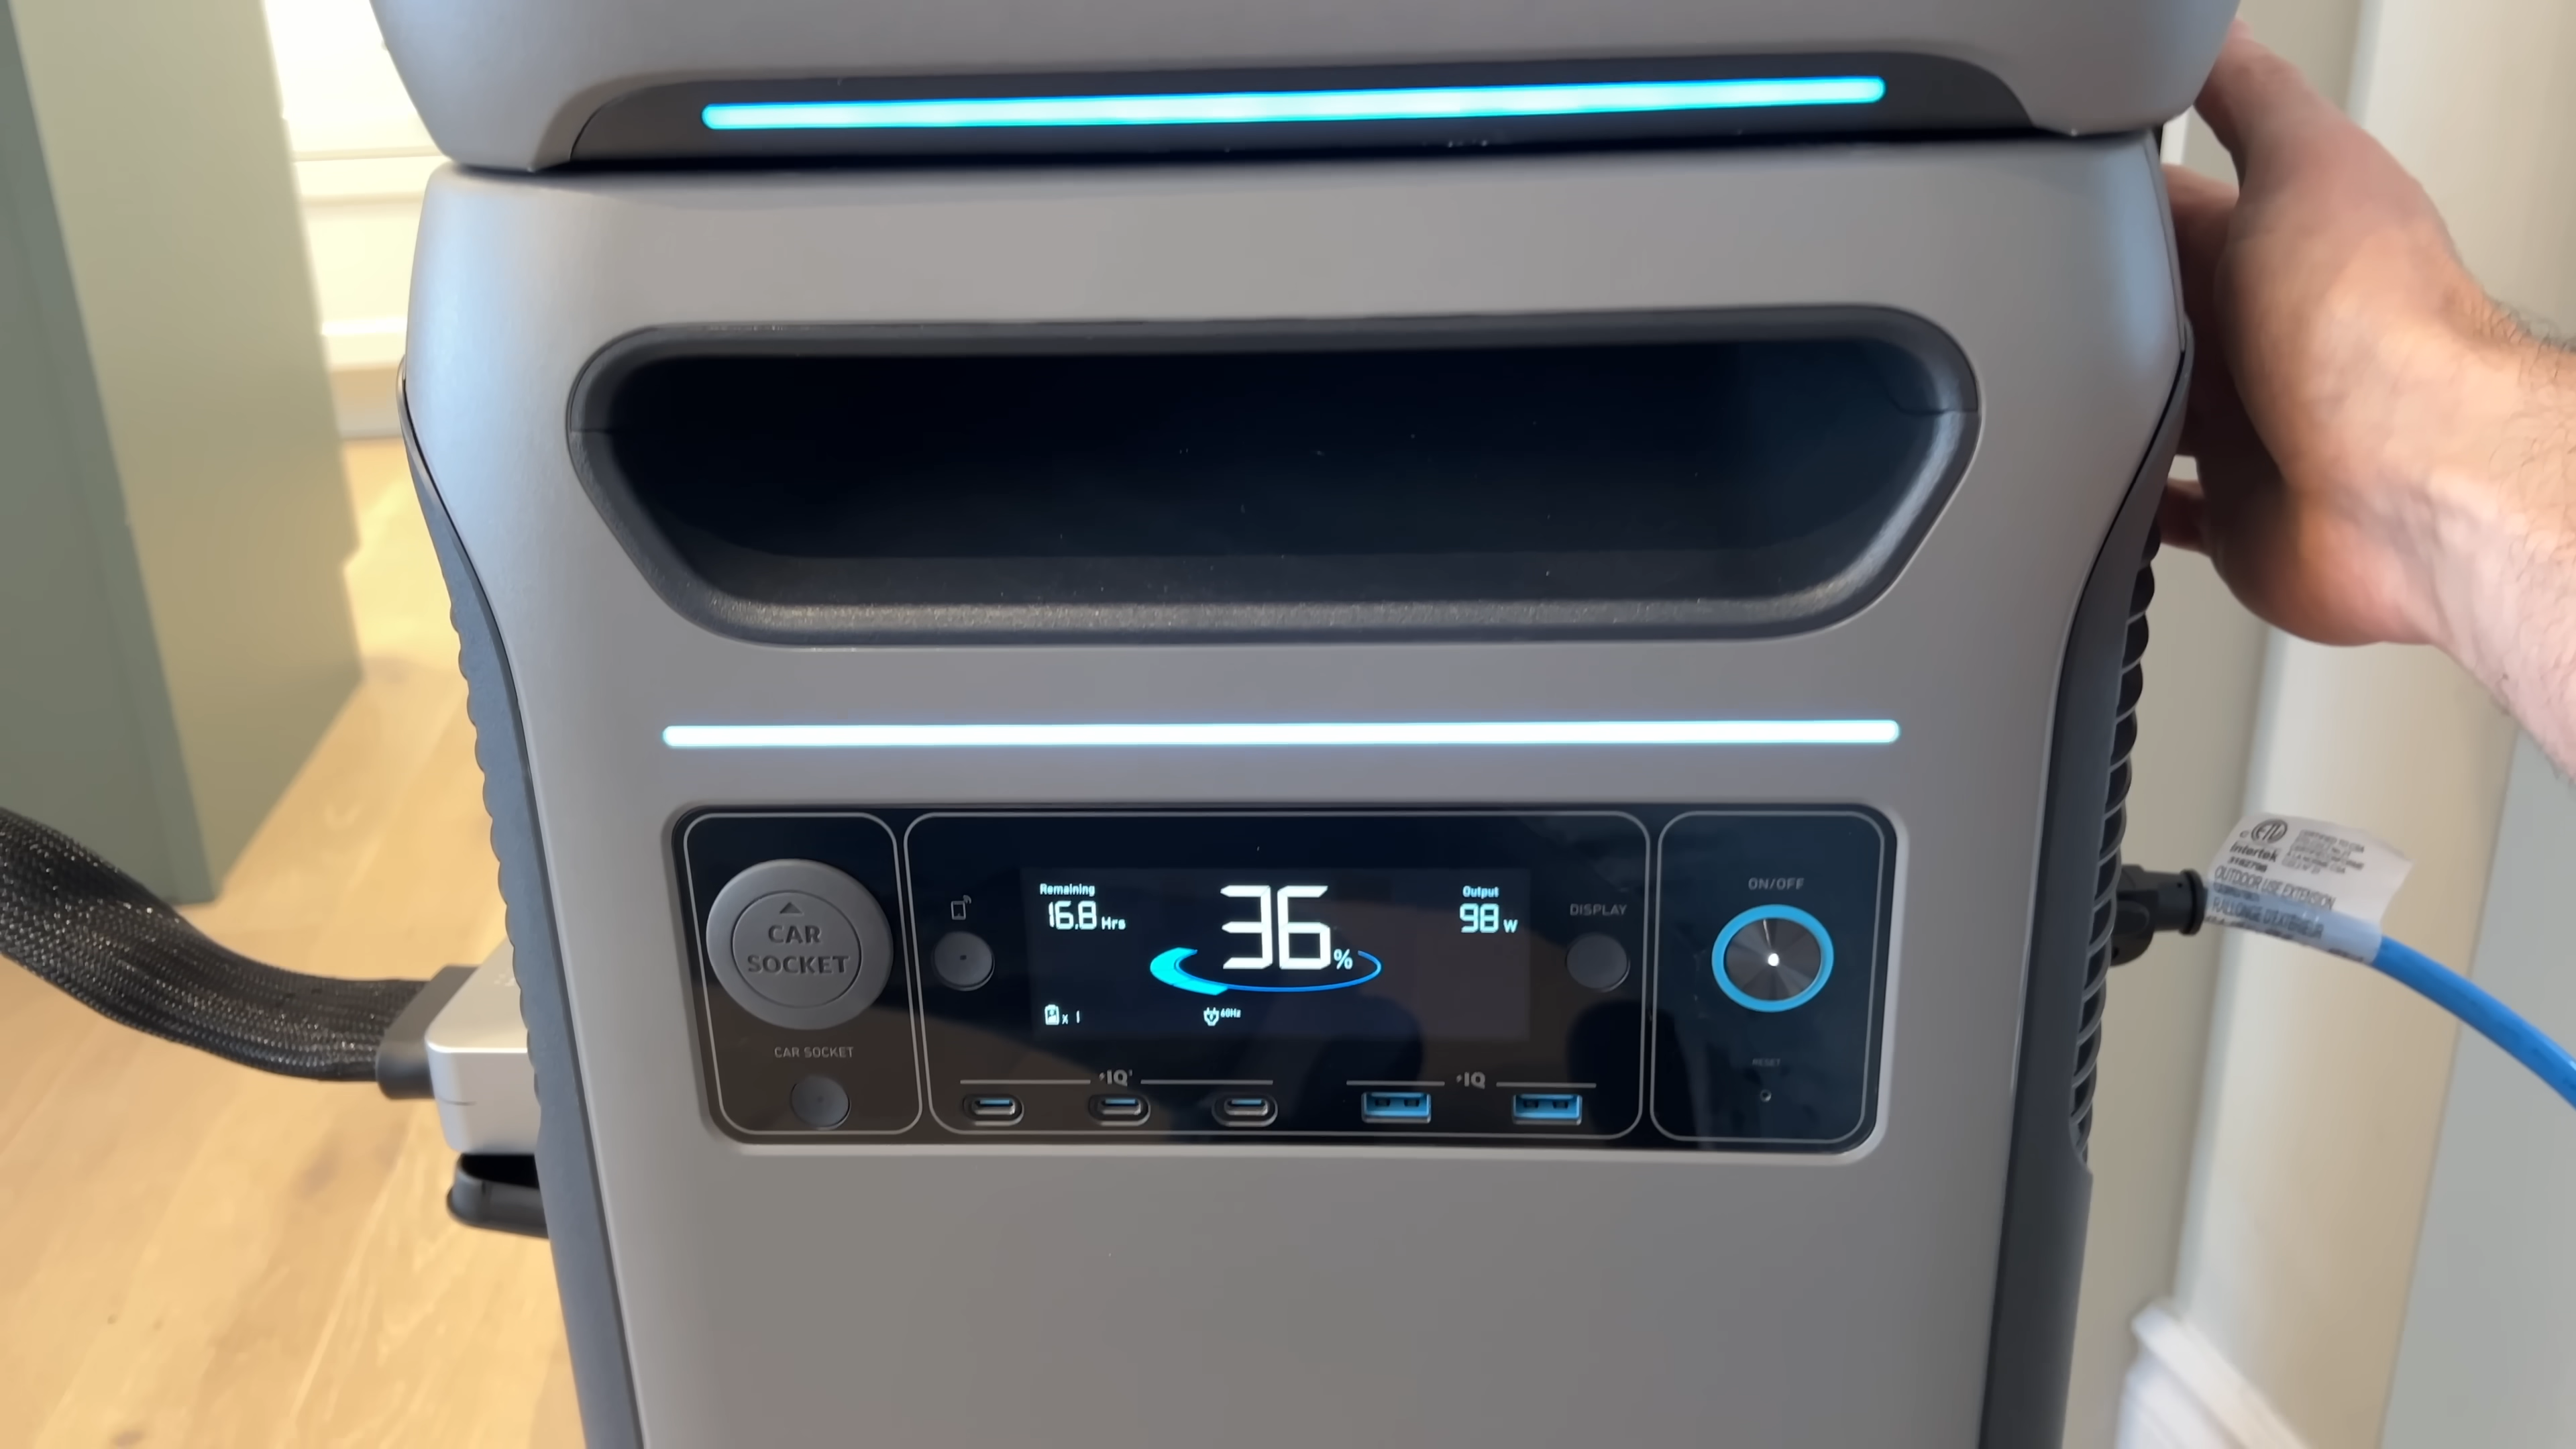 Remaining
16.8 Hrs
36 %
Output
98 W
x 1
60Hz
CAR
SOCKET
CAR SOCKET
DISPLAY
ON/OFF
RESET
IQ
IQ
Intertek
3182798
OUTDOOR USE EXTENSION